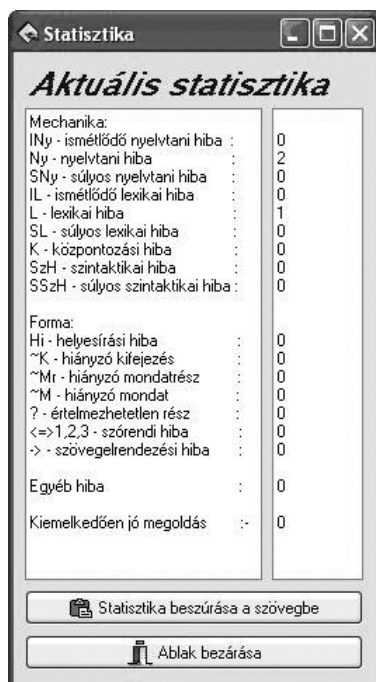 Statisztika
Aktuális statisztika
Mechanika:
INy - ismétlődő nyelvtani hiba : 0
Ny - nyelvtani hiba : 2
SNy - súlyos nyelvtani hiba : 0
IL - ismétlődő lexikai hiba : 0
L - lexikai hiba : 1
SL - súlyos lexikai hiba : 0
K - központozási hiba : 0
SzH - szintaktikai hiba : 0
SSzH - súlyos szintaktikai hiba : 0
Forma:
Hi - helyesírási hiba : 0
~K - hiányzó kifejezés : 0
~Mr - hiányzó mondatrész : 0
~M - hiányzó mondat : 0
? - értelmezhetetlen rész : 0
<=>1,2,3 - szórendi hiba : 0
-> - szövegelrendezési hiba : 0
Egyéb hiba : 0
Kiemelkedően jó megoldás :- 0
Statisztika beszúrása a szövegbe
Ablak bezárása